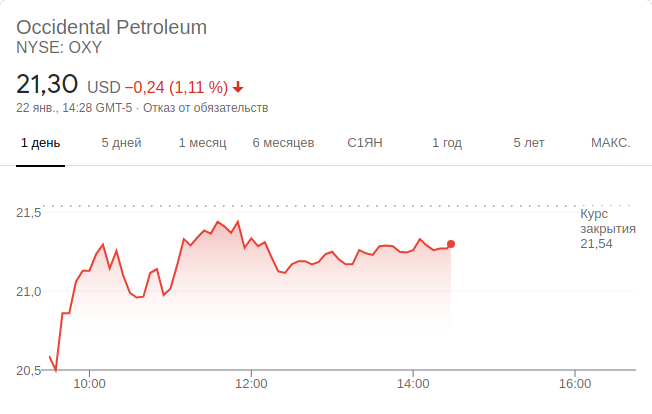 Occidental Petroleum
NYSE: OXY
21,30 USD −0,24 (1,11 %)
22 янв., 14:28 GMT-5 · Отказ от обязательств
1 день 5 дней 1 месяц 6 месяцев С1ЯН 1 год 5 лет МАКС.
21,5
21,0
20,5
Курс
закрытия
21,54
10:00 12:00 14:00 16:00